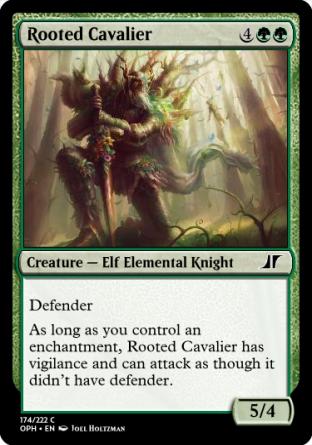 Rooted Cavalier 4
Creature — Elf Elemental Knight
Defender
As long as you control an
enchantment, Rooted Cavalier has
vigilance and can attack as though it
didn't have defender.
5/4
174/222 C
OPH • EN Joel Holtzman